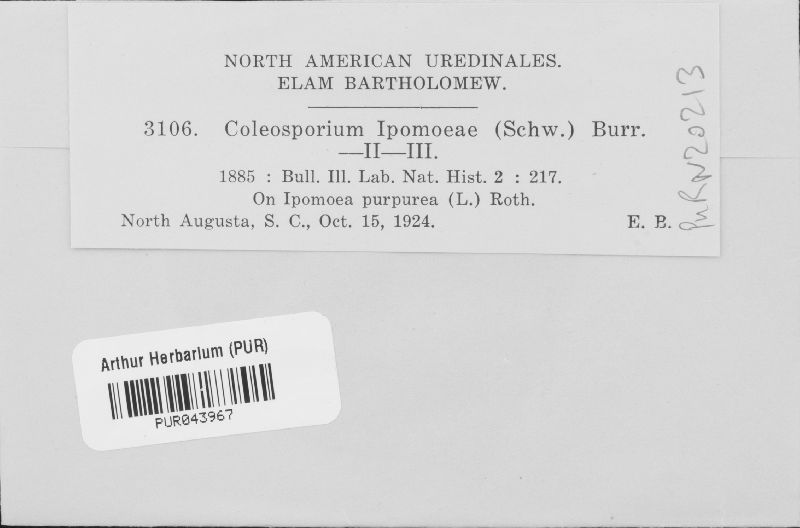 NORTH AMERICAN UREDINALES.
ELAM BARTHOLOMEW.
3106. Coleosporium Ipomoeae (Schw.) Burr.
—II—III.
1885 : Bull. Ill. Lab. Nat. Hist. 2 : 217.
On Ipomoea purpurea (L.) Roth.
North Augusta, S. C., Oct. 15, 1924. E. B.
PURN20213
Arthur Herbarium (PUR)
PUR043967